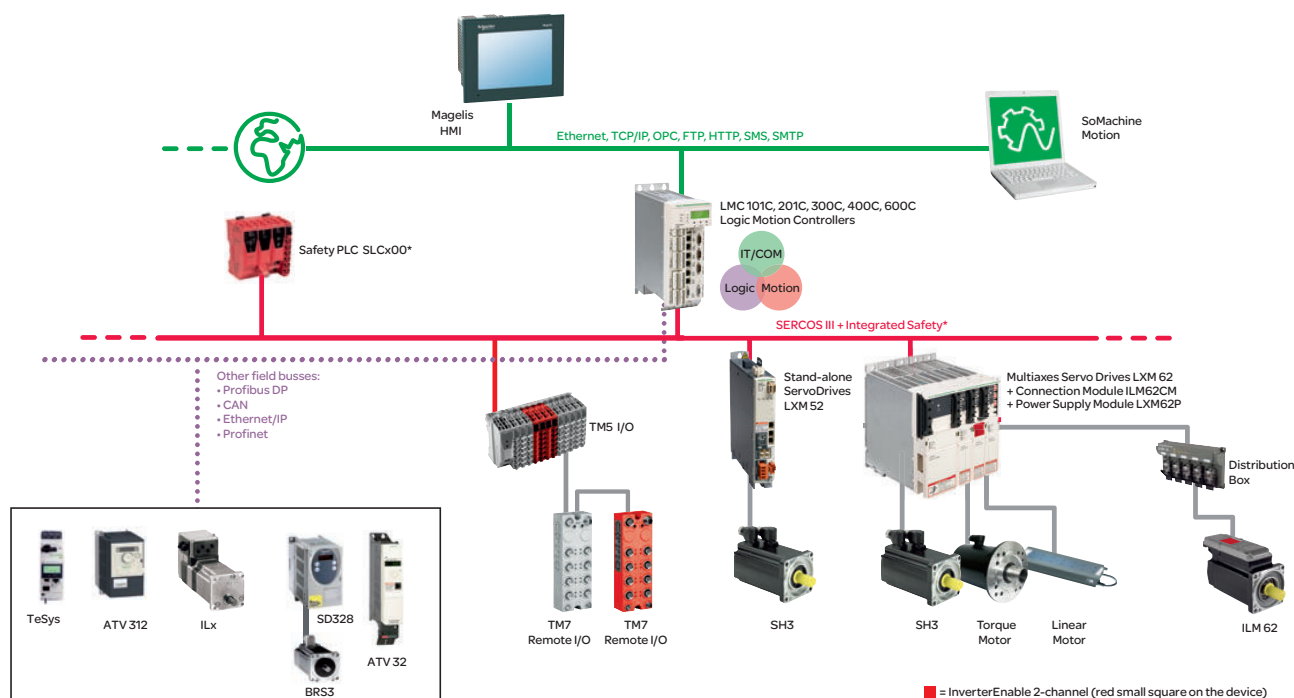 Magelis
HMI
Ethernet, TCP/IP, OPC, FTP, HTTP, SMS, SMTP
SoMachine
Motion
LMC 101C, 201C, 300C, 400C, 600C
Logic Motion Controllers
Safety PLC SLCx00*
IT/COM
Logic
Motion
SERCOS III + Integrated Safety*
Other field busses:
• Profibus DP
• CAN
• Ethernet/IP
• Profinet
Stand-alone
ServoDrives
LXM 52
Multiaxes Servo Drives LXM 62
+ Connection Module ILM62CM
+ Power Supply Module LXM62P
TM5 I/O
Distribution
Box
TeSys
ATV 312
ILx
SD328
ATV 32
BRS3
TM7
Remote I/O
TM7
Remote I/O
SH3
SH3
Torque
Motor
Linear
Motor
ILM 62
= InverterEnable 2-channel (red small square on the device)